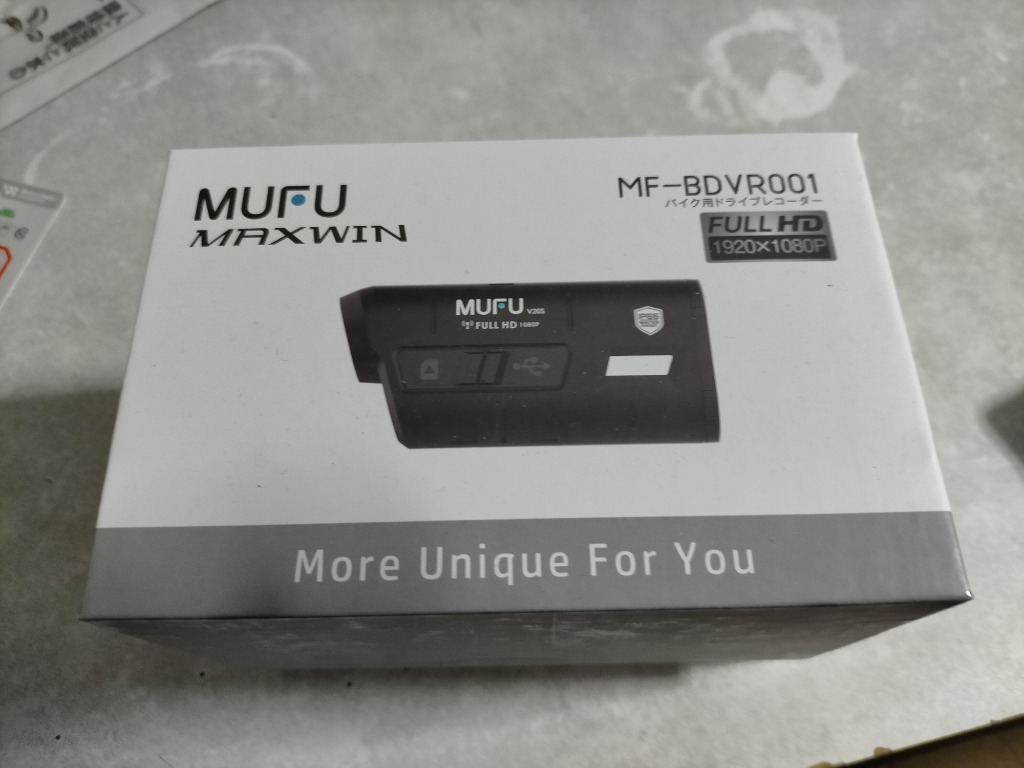 MUFU
MAXWIN
MF-BDVR001
バイク用ドライブレコーダー
FULL HD
1920×1080P
MUFU V20S
FULL HD 1080P
IP66
More Unique For You